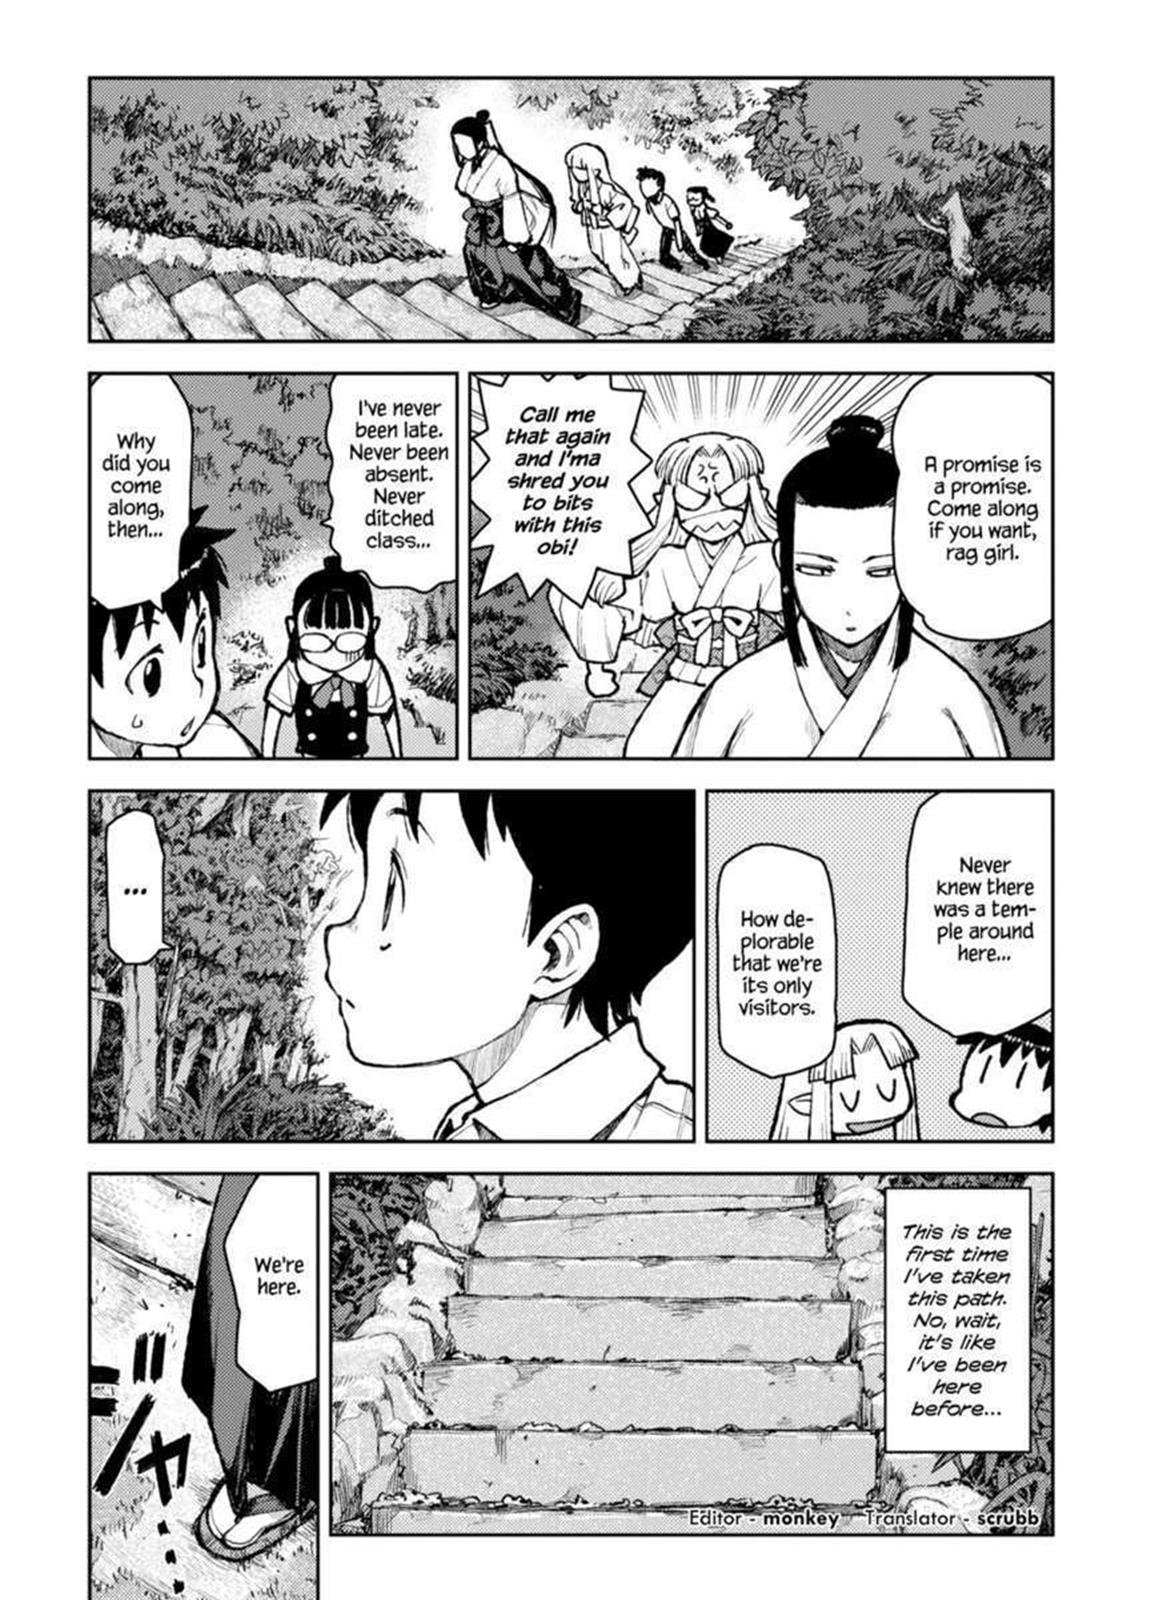 A promise is
a promise.
Come along
if you want,
rag girl.
Call me
that again
and I'ma
shred you
to bits
with this
obi!
I've never
been late.
Never been
absent.
Never
ditched
class...
Why
did you
come
along,
then...
Never
knew there
was a tem-
ple around
here...
How de-
plorable
that we're
its only
visitors.
...
This is the
first time
I've taken
this path.
No, wait,
it's like
I've been
here
before...
Editor - monkey Translator - scrubb
We're
here.
ジャ...